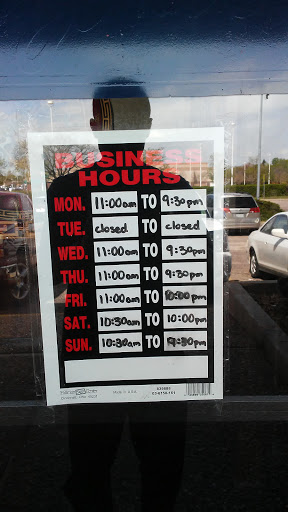 BUSINESS
HOURS
MON. 11:00am TO 9:30pm
TUE. closed TO closed
WED. 11:00am TO 9:30pm
THU. 11:00am TO 9:30pm
FRI. 11:00am TO 10:00pm
SAT. 10:30am TO 10:00pm
SUN. 10:30am TO 9:30pm
Made in U.S.A.